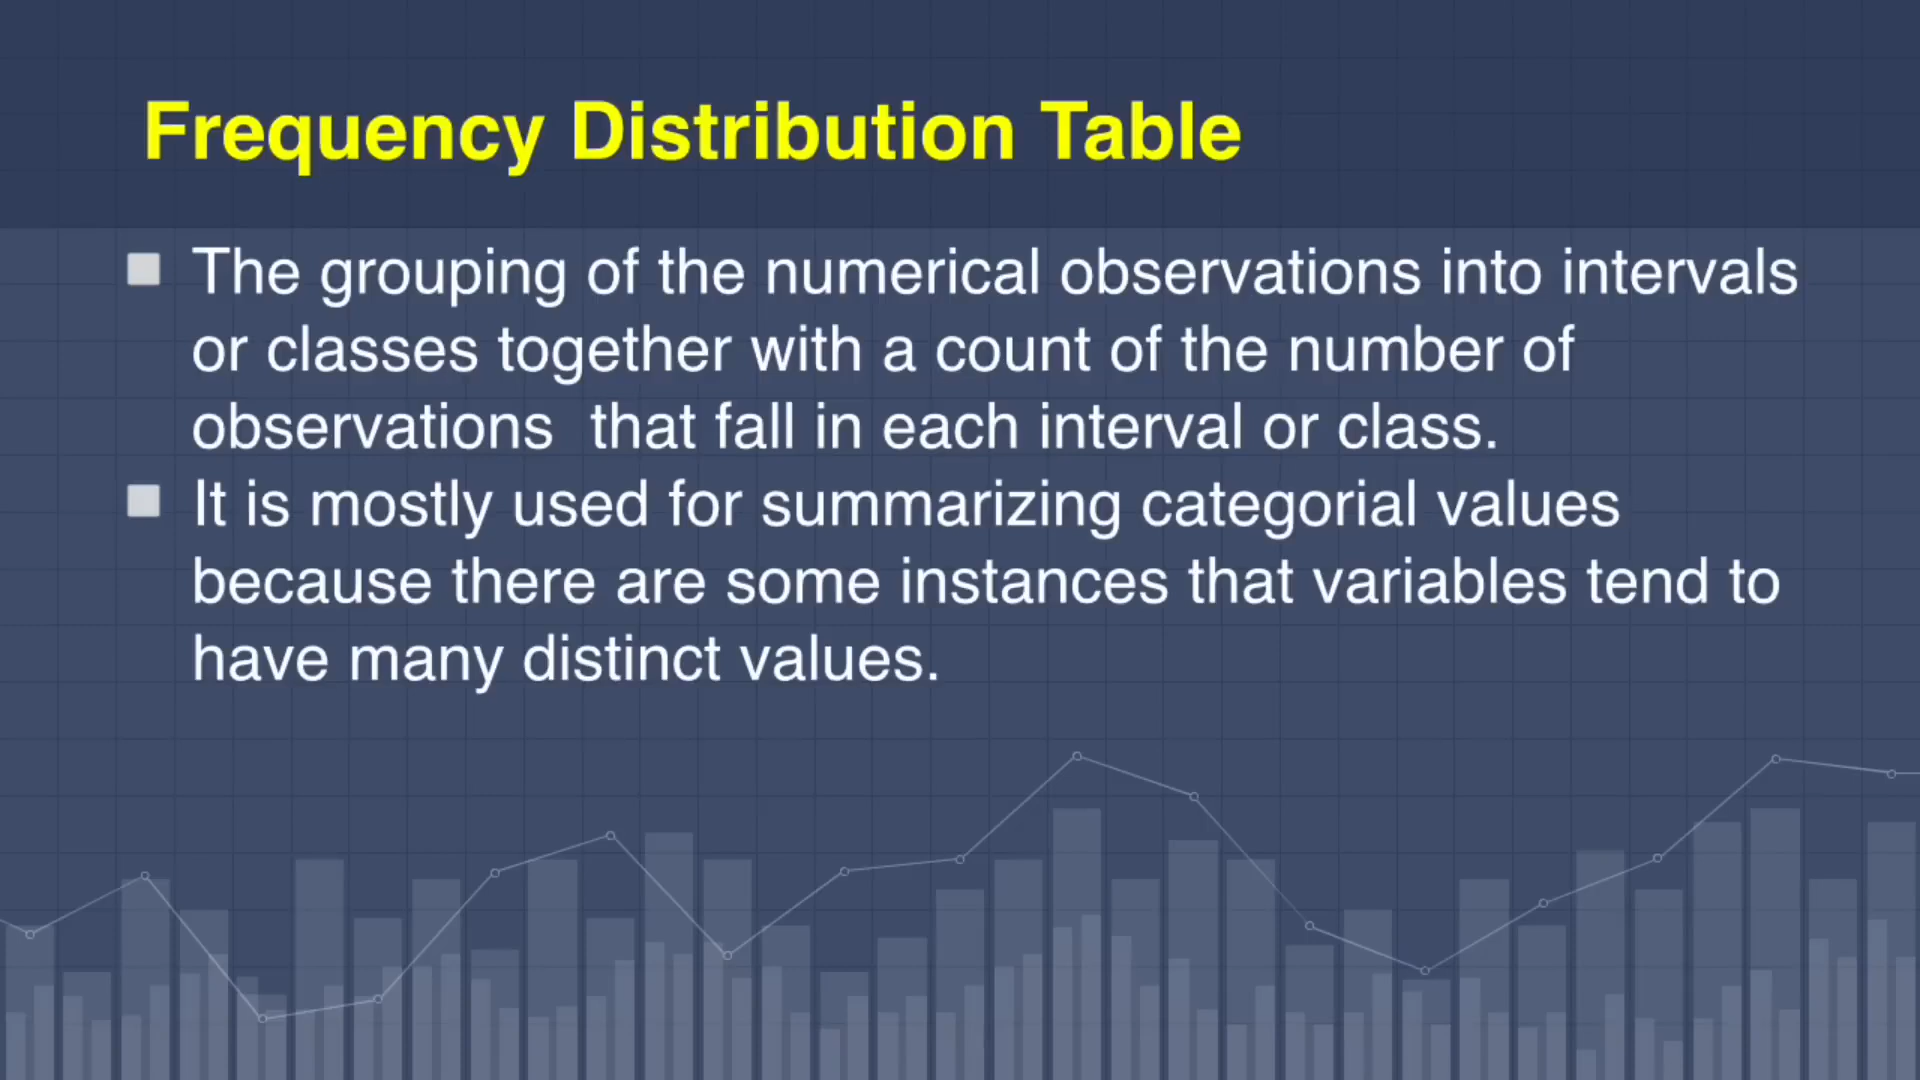 Frequency Distribution Table
The grouping of the numerical observations into intervals
or classes together with a count of the number of
observations  that fall in each interval or class.
It is mostly used for summarizing categorial values
because there are some instances that variables tend to
have many distinct values.